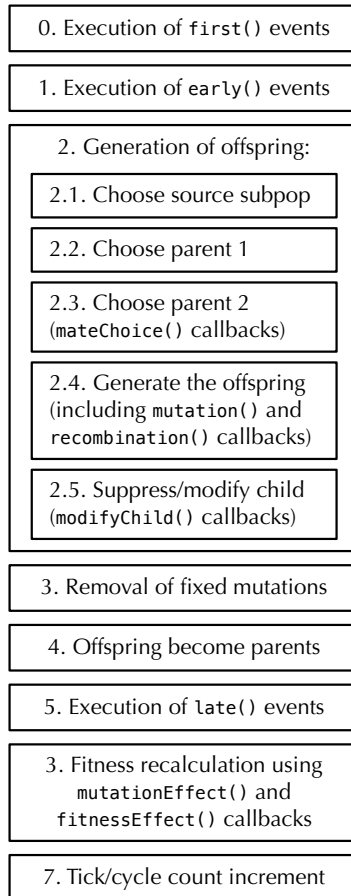 0. Execution of first() events
1. Execution of early() events
2. Generation of offspring:
2.1. Choose source subpop
2.2. Choose parent 1
2.3. Choose parent 2
(mateChoice() callbacks)
2.4. Generate the offspring
(including mutation() and
recombination() callbacks)
2.5. Suppress/modify child
(modifyChild() callbacks)
3. Removal of fixed mutations
4. Offspring become parents
5. Execution of late() events
3. Fitness recalculation using
mutationEffect() and
fitnessEffect() callbacks
7. Tick/cycle count increment